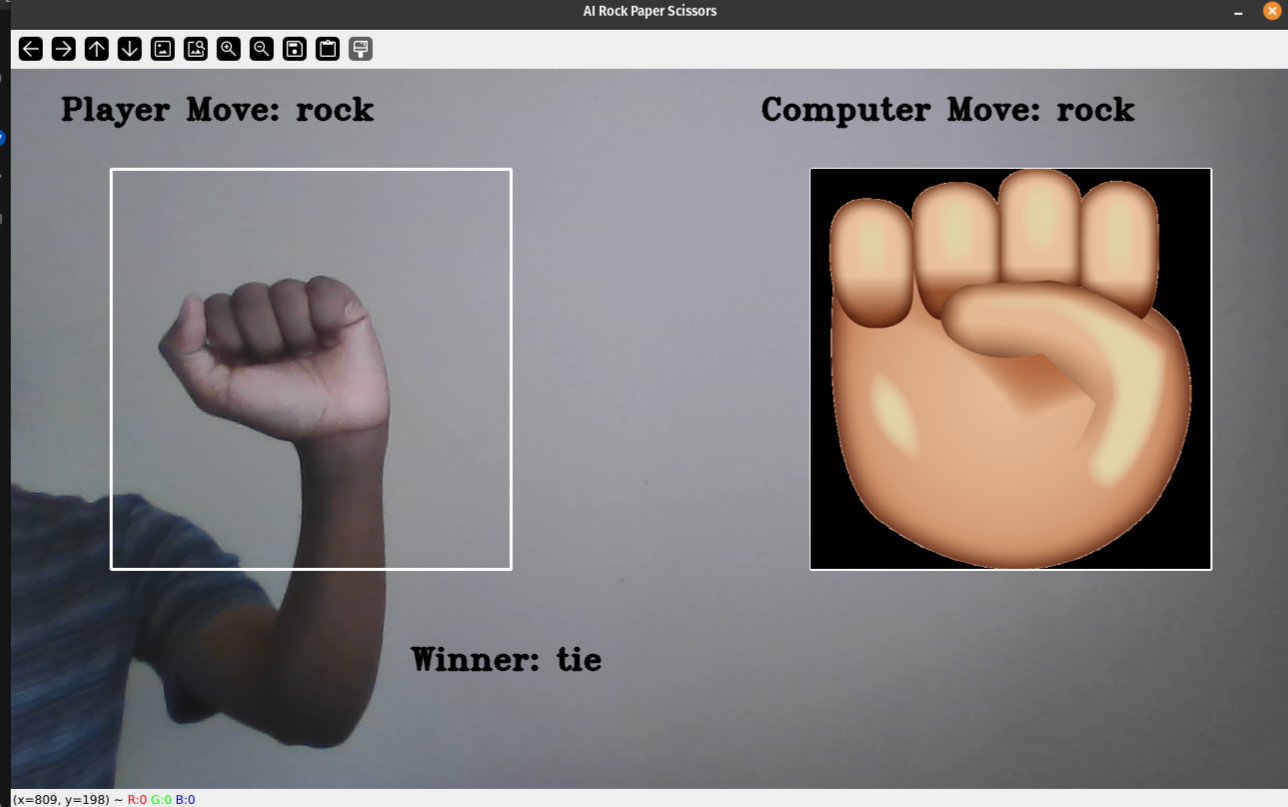 AI Rock Paper Scissors
Player Move: rock
Computer Move: rock
Winner: tie
(x=809, y=198) ~ R:0 G:0 B:0